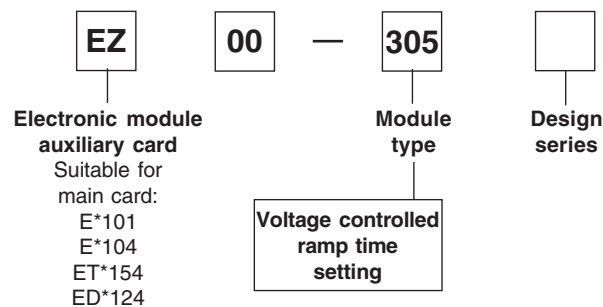 EZ 00 — 305
Electronic module
auxiliary card
Suitable for
main card:
E*101
E*104
ET*154
ED*124
Module
type
Voltage controlled
ramp time
setting
Design
series